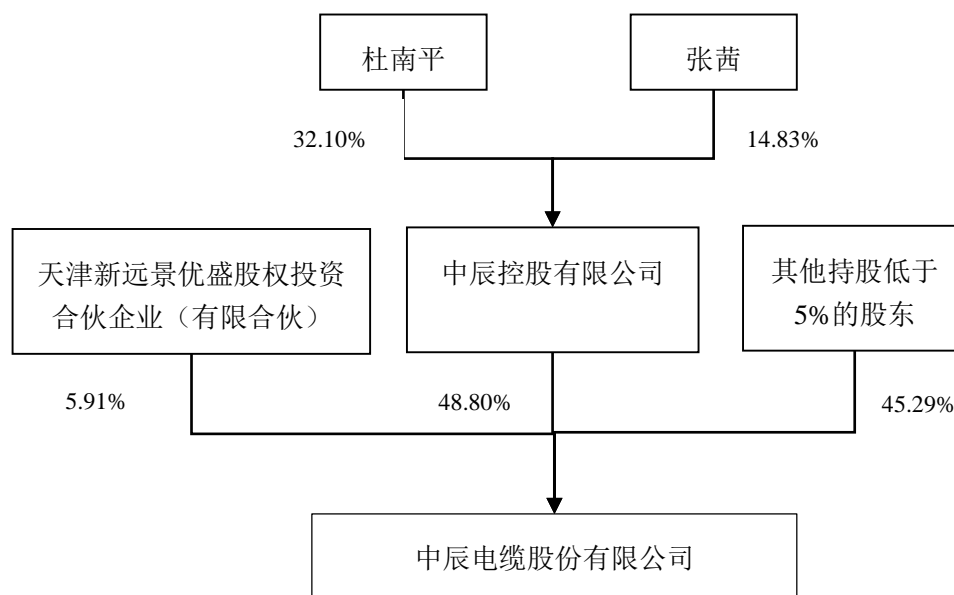 杜南平
张茜
32.10%
14.83%
天津新远景优盛股权投资
合伙企业（有限合伙）
中辰控股有限公司
其他持股低于
5%的股东
5.91%
48.80%
45.29%
中辰电缆股份有限公司